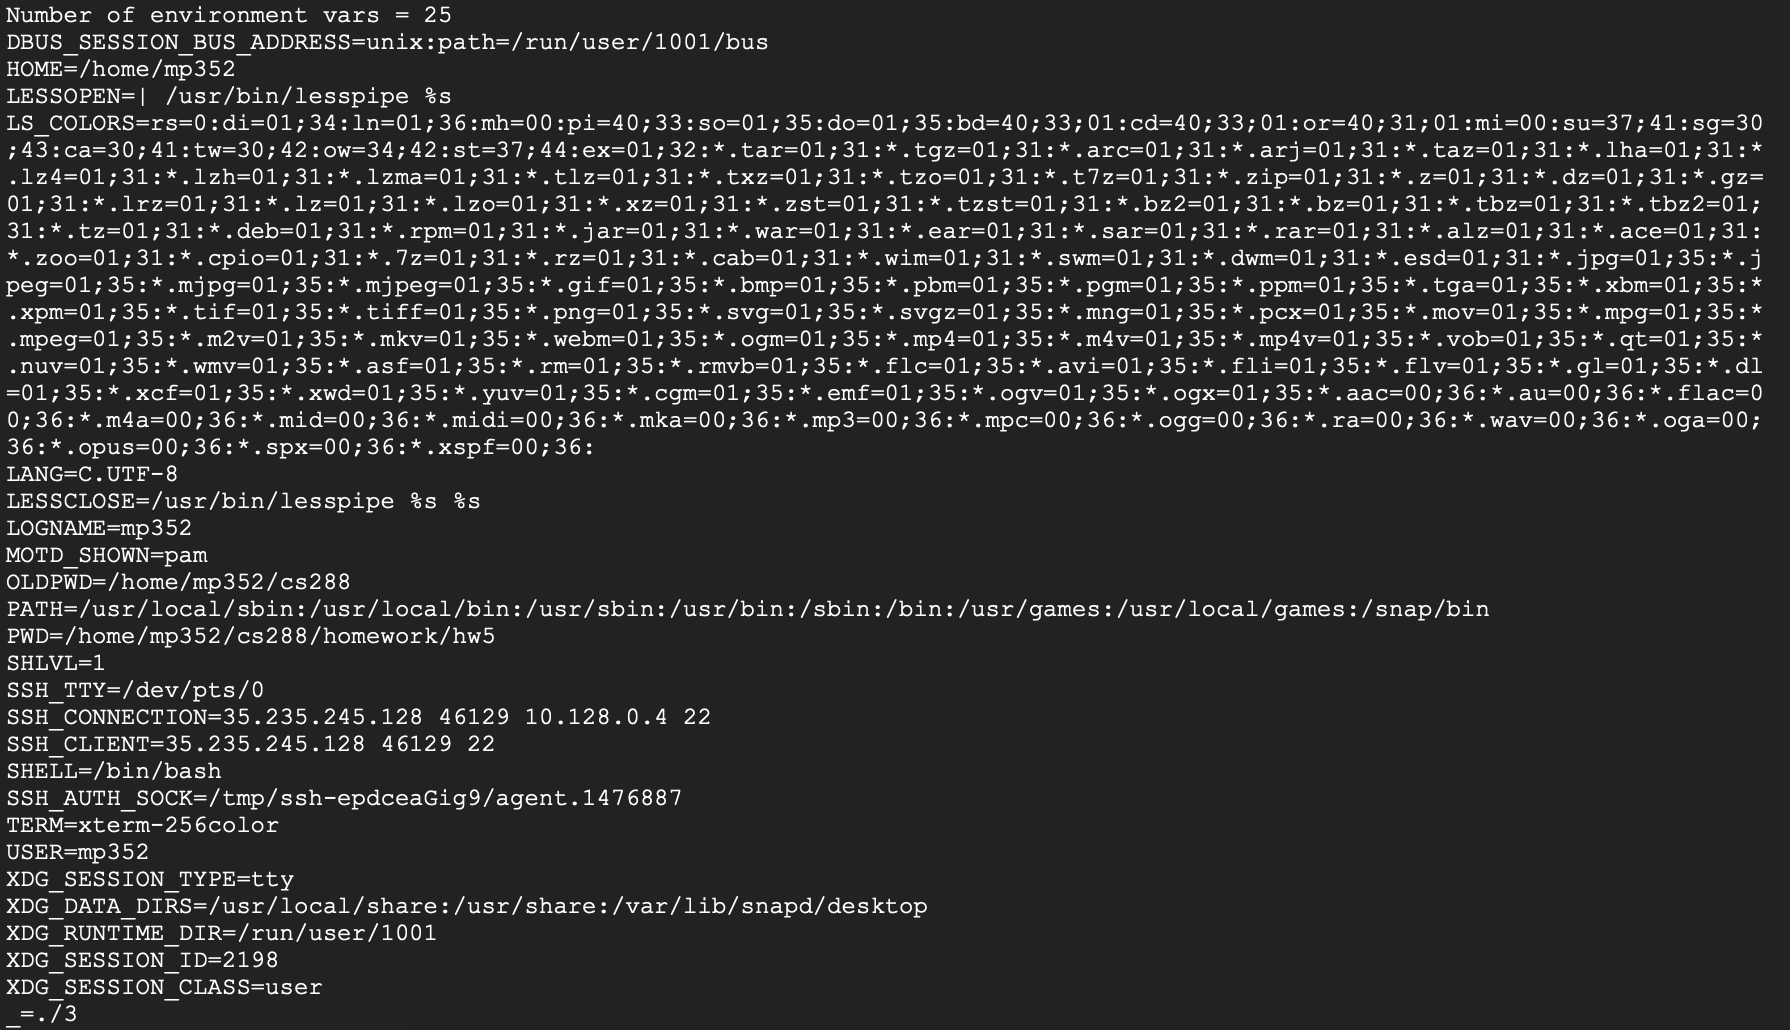 Number of environment vars = 25
DBUS_SESSION_BUS_ADDRESS=unix:path=/run/user/1001/bus
HOME=/home/mp352
LESSOPEN=| /usr/bin/lesspipe %s
LS_COLORS=rs=0:di=01;34:ln=01;36:mh=00:pi=40;33:so=01;35:do=01;35:bd=40;33;01:cd=40;33;01:or=40;31;01:mi=00:su=37;41:sg=30
;43:ca=30;41:tw=30;42:ow=34;42:st=37;44:ex=01;32:*.tar=01;31:*.tgz=01;31:*.arc=01;31:*.arj=01;31:*.taz=01;31:*.lha=01;31:*
.lz4=01;31:*.lzh=01;31:*.lzma=01;31:*.tlz=01;31:*.txz=01;31:*.tzo=01;31:*.t7z=01;31:*.zip=01;31:*.z=01;31:*.dz=01;31:*.gz=
01;31:*.lrz=01;31:*.lz=01;31:*.lzo=01;31:*.xz=01;31:*.zst=01;31:*.tzst=01;31:*.bz2=01;31:*.bz=01;31:*.tbz=01;31:*.tbz2=01;
31:*.tz=01;31:*.deb=01;31:*.rpm=01;31:*.jar=01;31:*.war=01;31:*.ear=01;31:*.sar=01;31:*.rar=01;31:*.alz=01;31:*.ace=01;31:
*.zoo=01;31:*.cpio=01;31:*.7z=01;31:*.rz=01;31:*.cab=01;31:*.wim=01;31:*.swm=01;31:*.dwm=01;31:*.esd=01;31:*.jpg=01;35:*.j
peg=01;35:*.mjpg=01;35:*.mjpeg=01;35:*.gif=01;35:*.bmp=01;35:*.pbm=01;35:*.pgm=01;35:*.ppm=01;35:*.tga=01;35:*.xbm=01;35:*
.xpm=01;35:*.tif=01;35:*.tiff=01;35:*.png=01;35:*.svg=01;35:*.svgz=01;35:*.mng=01;35:*.pcx=01;35:*.mov=01;35:*.mpg=01;35:*
.mpeg=01;35:*.m2v=01;35:*.mkv=01;35:*.webm=01;35:*.ogm=01;35:*.mp4=01;35:*.m4v=01;35:*.mp4v=01;35:*.vob=01;35:*.qt=01;35:*
.nuv=01;35:*.wmv=01;35:*.asf=01;35:*.rm=01;35:*.rmvb=01;35:*.flc=01;35:*.avi=01;35:*.fli=01;35:*.flv=01;35:*.gl=01;35:*.dl
=01;35:*.xcf=01;35:*.xwd=01;35:*.yuv=01;35:*.cgm=01;35:*.emf=01;35:*.ogv=01;35:*.ogx=01;35:*.aac=00;36:*.au=00;36:*.flac=0
0;36:*.m4a=00;36:*.mid=00;36:*.midi=00;36:*.mka=00;36:*.mp3=00;36:*.mpc=00;36:*.ogg=00;36:*.ra=00;36:*.wav=00;36:*.oga=00;
36:*.opus=00;36:*.spx=00;36:*.xspf=00;36:
LANG=C.UTF-8
LESSCLOSE=/usr/bin/lesspipe %s %s
LOGNAME=mp352
MOTD_SHOWN=pam
OLDPWD=/home/mp352/cs288
PATH=/usr/local/sbin:/usr/local/bin:/usr/sbin:/usr/bin:/sbin:/bin:/usr/games:/usr/local/games:/snap/bin
PWD=/home/mp352/cs288/homework/hw5
SHLVL=1
SSH_TTY=/dev/pts/0
SSH_CONNECTION=35.235.245.128 46129 10.128.0.4 22
SSH_CLIENT=35.235.245.128 46129 22
SHELL=/bin/bash
SSH_AUTH_SOCK=/tmp/ssh-epdceaGig9/agent.1476887
TERM=xterm-256color
USER=mp352
XDG_SESSION_TYPE=tty
XDG_DATA_DIRS=/usr/local/share:/usr/share:/var/lib/snapd/desktop
XDG_RUNTIME_DIR=/run/user/1001
XDG_SESSION_ID=2198
XDG_SESSION_CLASS=user
_=./3